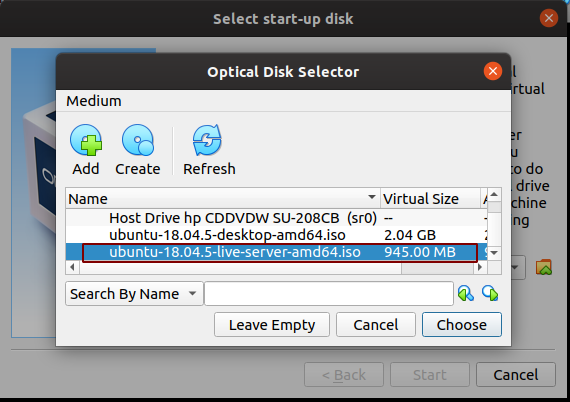 Select start-up disk
Optical Disk Selector
Medium
Add Create Refresh
Name Virtual Size
Host Drive hp CDDVDW SU-208CB (sr0) --
ubuntu-18.04.5-desktop-amd64.iso 2.04 GB
ubuntu-18.04.5-live-server-amd64.iso 945.00 MB
Search By Name
Leave Empty Cancel Choose
< Back Start Cancel